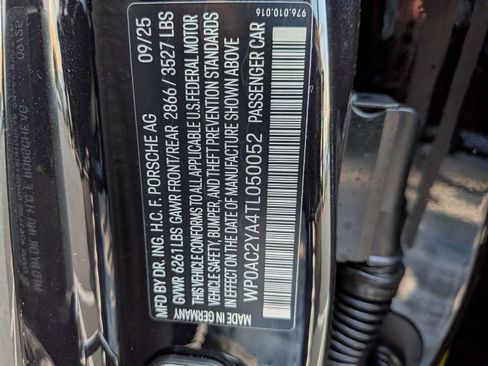 09/25
MFD BY DR. ING. H.C. F. PORSCHE AG
GVWR 6261 LBS GAWR FRONT/REAR 2866 / 3527 LBS
THIS VEHICLE CONFORMS TO ALL APPLICABLE U.S.FEDERAL MOTOR
VEHICLE SAFETY, BUMPER, AND THEFT PREVENTION STANDARDS
IN EFFECT ON THE DATE OF MANUFACTURE SHOWN ABOVE
WP0AC2YA4TL050052 PASSENGER CAR
MADE IN GERMANY
976.010.016